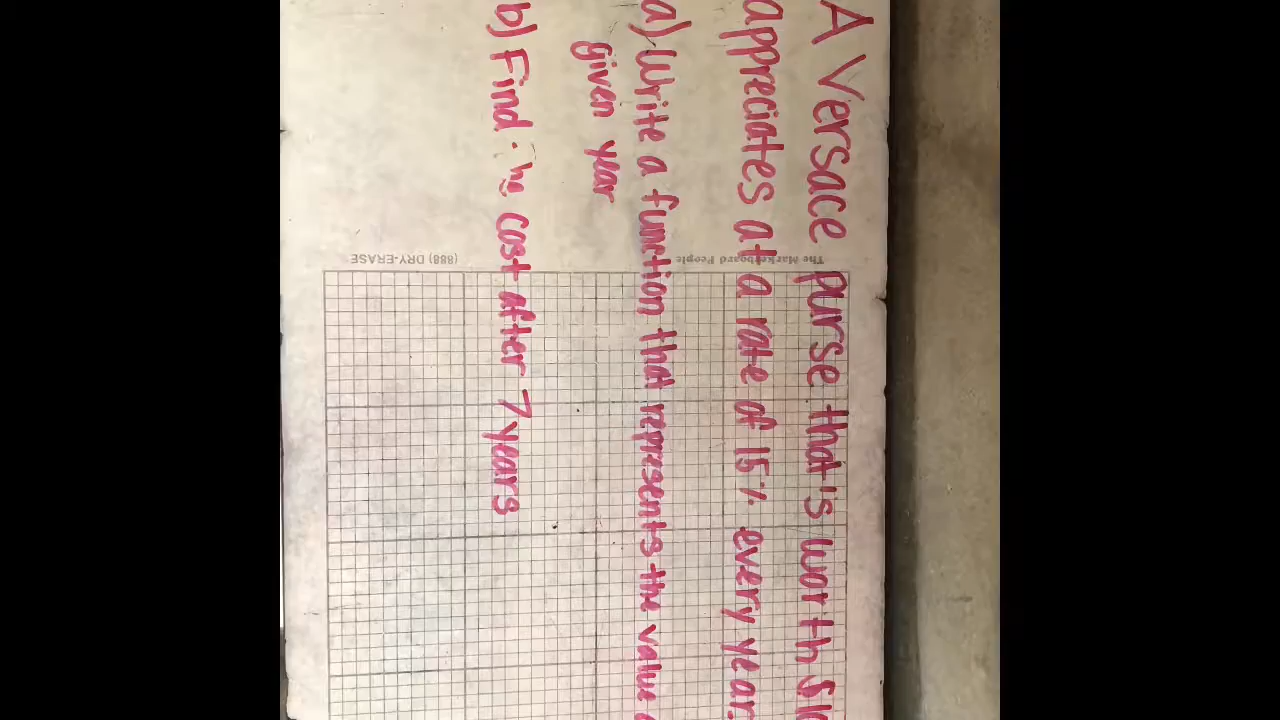 A Versace purse that's worth $1
appreciates at a rate of 15% every year.
a) Write a function that represents the value
given year
b) Find cost after 7 years
The Markerboard People
(888) DRY-ERASE